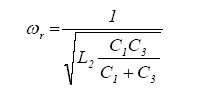 ω_r = 1 / √(L_2 C_1 C_3 / (C_1 + C_3))